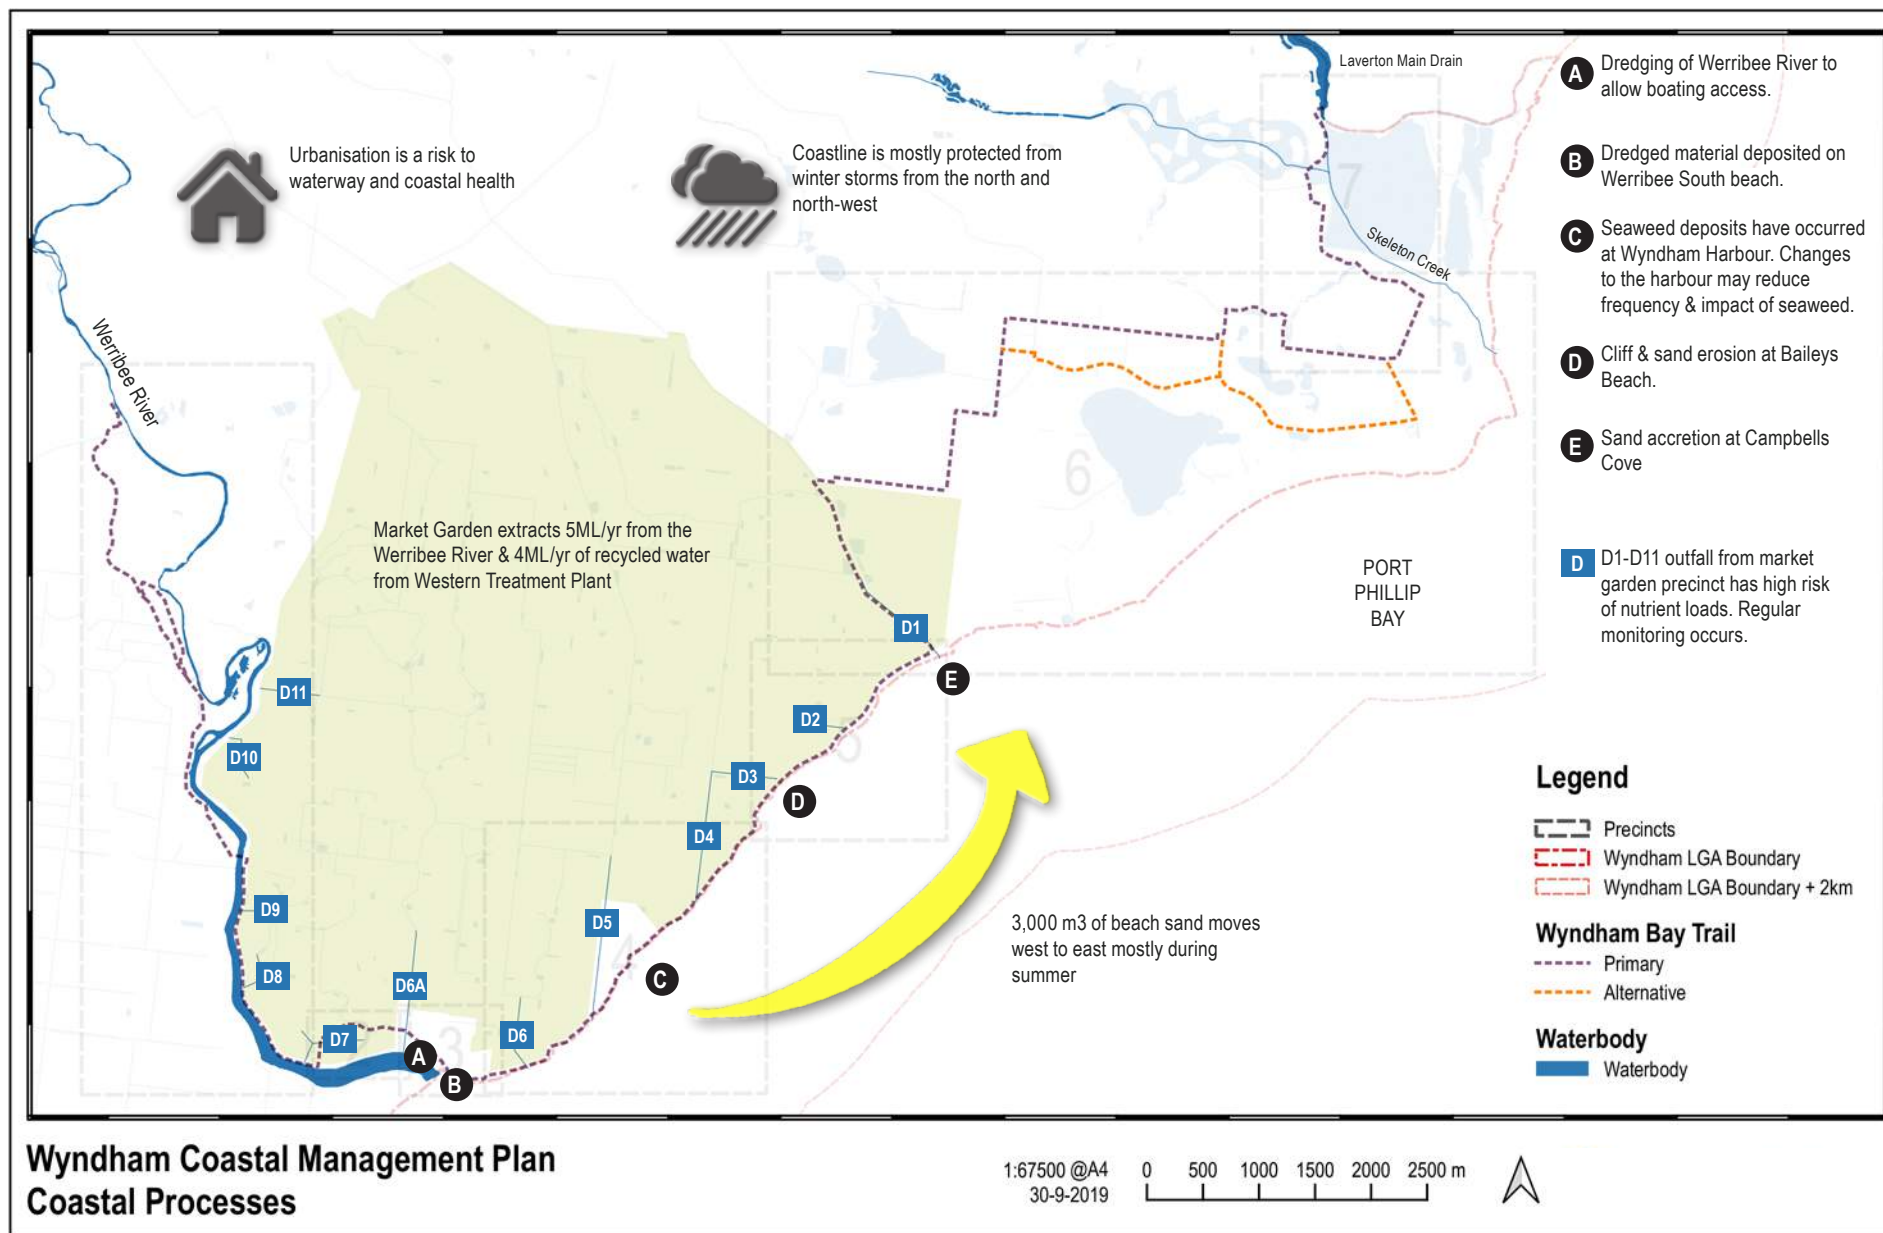 Laverton Main Drain
Urbanisation is a risk to
waterway and coastal health
Coastline is mostly protected from
winter storms from the north and
north-west
A
Dredging of Werribee River to
allow boating access.
B
Dredged material deposited on
Werribee South beach.
C
Seaweed deposits have occurred
at Wyndham Harbour. Changes
to the harbour may reduce
frequency & impact of seaweed.
D
Cliff & sand erosion at Baileys
Beach.
E
Sand accretion at Campbells
Cove
D
D1-D11 outfall from market
garden precinct has high risk
of nutrient loads. Regular
monitoring occurs.
7
Skeleton Creek
Werribee River
6
Market Garden extracts 5ML/yr from the
Werribee River & 4ML/yr of recycled water
from Western Treatment Plant
PORT
PHILLIP
BAY
D1
E
D11
D2
5
D10
D3
D
D4
D9
D5
4
C
D8
D6A
D7
D6
3
A
B
3,000 m3 of beach sand moves
west to east mostly during
summer
Legend
Precincts
Wyndham LGA Boundary
Wyndham LGA Boundary + 2km
Wyndham Bay Trail
Primary
Alternative
Waterbody
Waterbody
Wyndham Coastal Management Plan
Coastal Processes
1:67500 @A4
30-9-2019
0 500 1000 1500 2000 2500 m